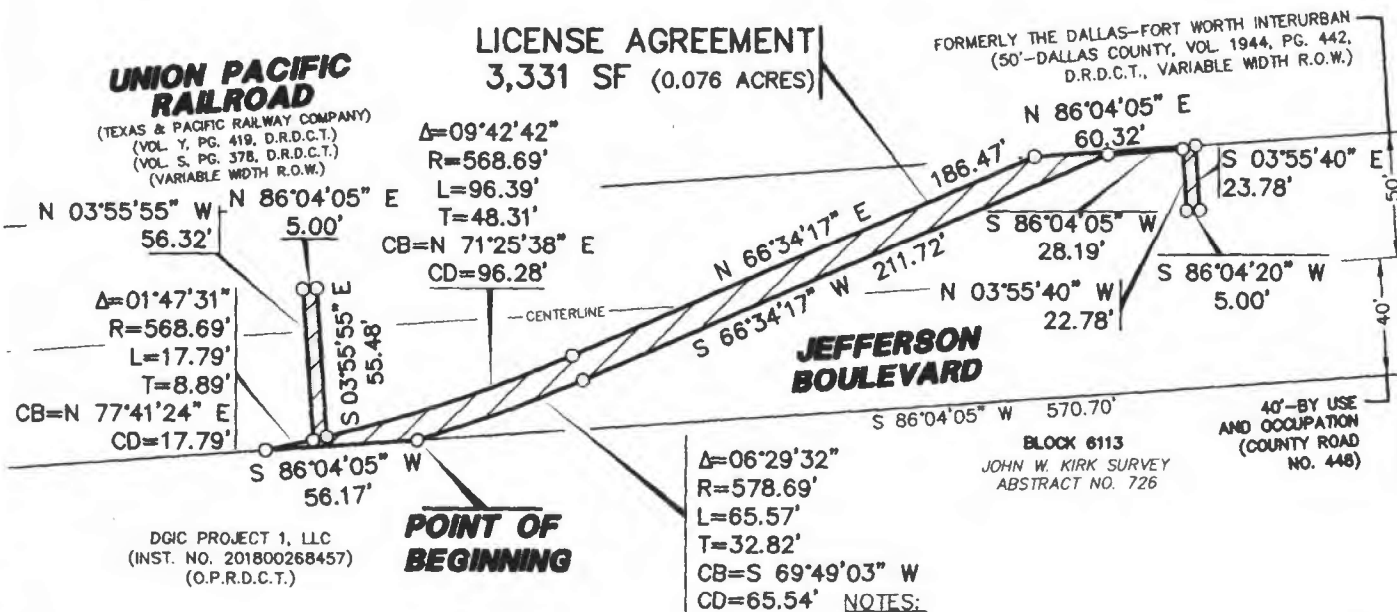 LICENSE AGREEMENT
3,331 SF (0.076 ACRES)
FORMERLY THE DALLAS-FORT WORTH INTERURBAN
(50'-DALLAS COUNTY, VOL. 1944, PG. 442,
D.R.D.C.T., VARIABLE WIDTH R.O.W.)
UNION PACIFIC
RAILROAD
(TEXAS & PACIFIC RAILWAY COMPANY)
(VOL. Y, PG. 419, D.R.D.C.T.)
(VOL. S, PG. 378, D.R.D.C.T.)
(VARIABLE WIDTH R.O.W.)
Δ=09°42'42"
R=568.69'
L=96.39'
T=48.31'
CB=N 71°25'38" E
CD=96.28'
N 86°04'05" E
60.32'
186.47'
S 03°55'40" E
23.78'
50'
N 03°55'55" W
56.32'
N 86°04'05" E
5.00'
N 66°34'17" E
S 86°04'05" W
28.19'
S 86°04'20" W
5.00'
Δ=01°47'31"
R=568.69'
L=17.79'
T=8.89'
CB=N 77°41'24" E
CD=17.79'
S 03°55'55" E
55.48'
CENTERLINE
S 66°34'17" W 211.72'
N 03°55'40" W
22.78'
40'
JEFFERSON
BOULEVARD
S 86°04'05" W 570.70'
40'-BY USE
AND OCCUPATION
(COUNTY ROAD
NO. 448)
BLOCK 6113
JOHN W. KIRK SURVEY
ABSTRACT NO. 726
S 86°04'05" W
56.17'
POINT OF
BEGINNING
Δ=06°29'32"
R=578.69'
L=65.57'
T=32.82'
CB=S 69°49'03" W
CD=65.54'
DGIC PROJECT 1, LLC
(INST. NO. 201800268457)
(O.P.R.D.C.T.)
NOTES: